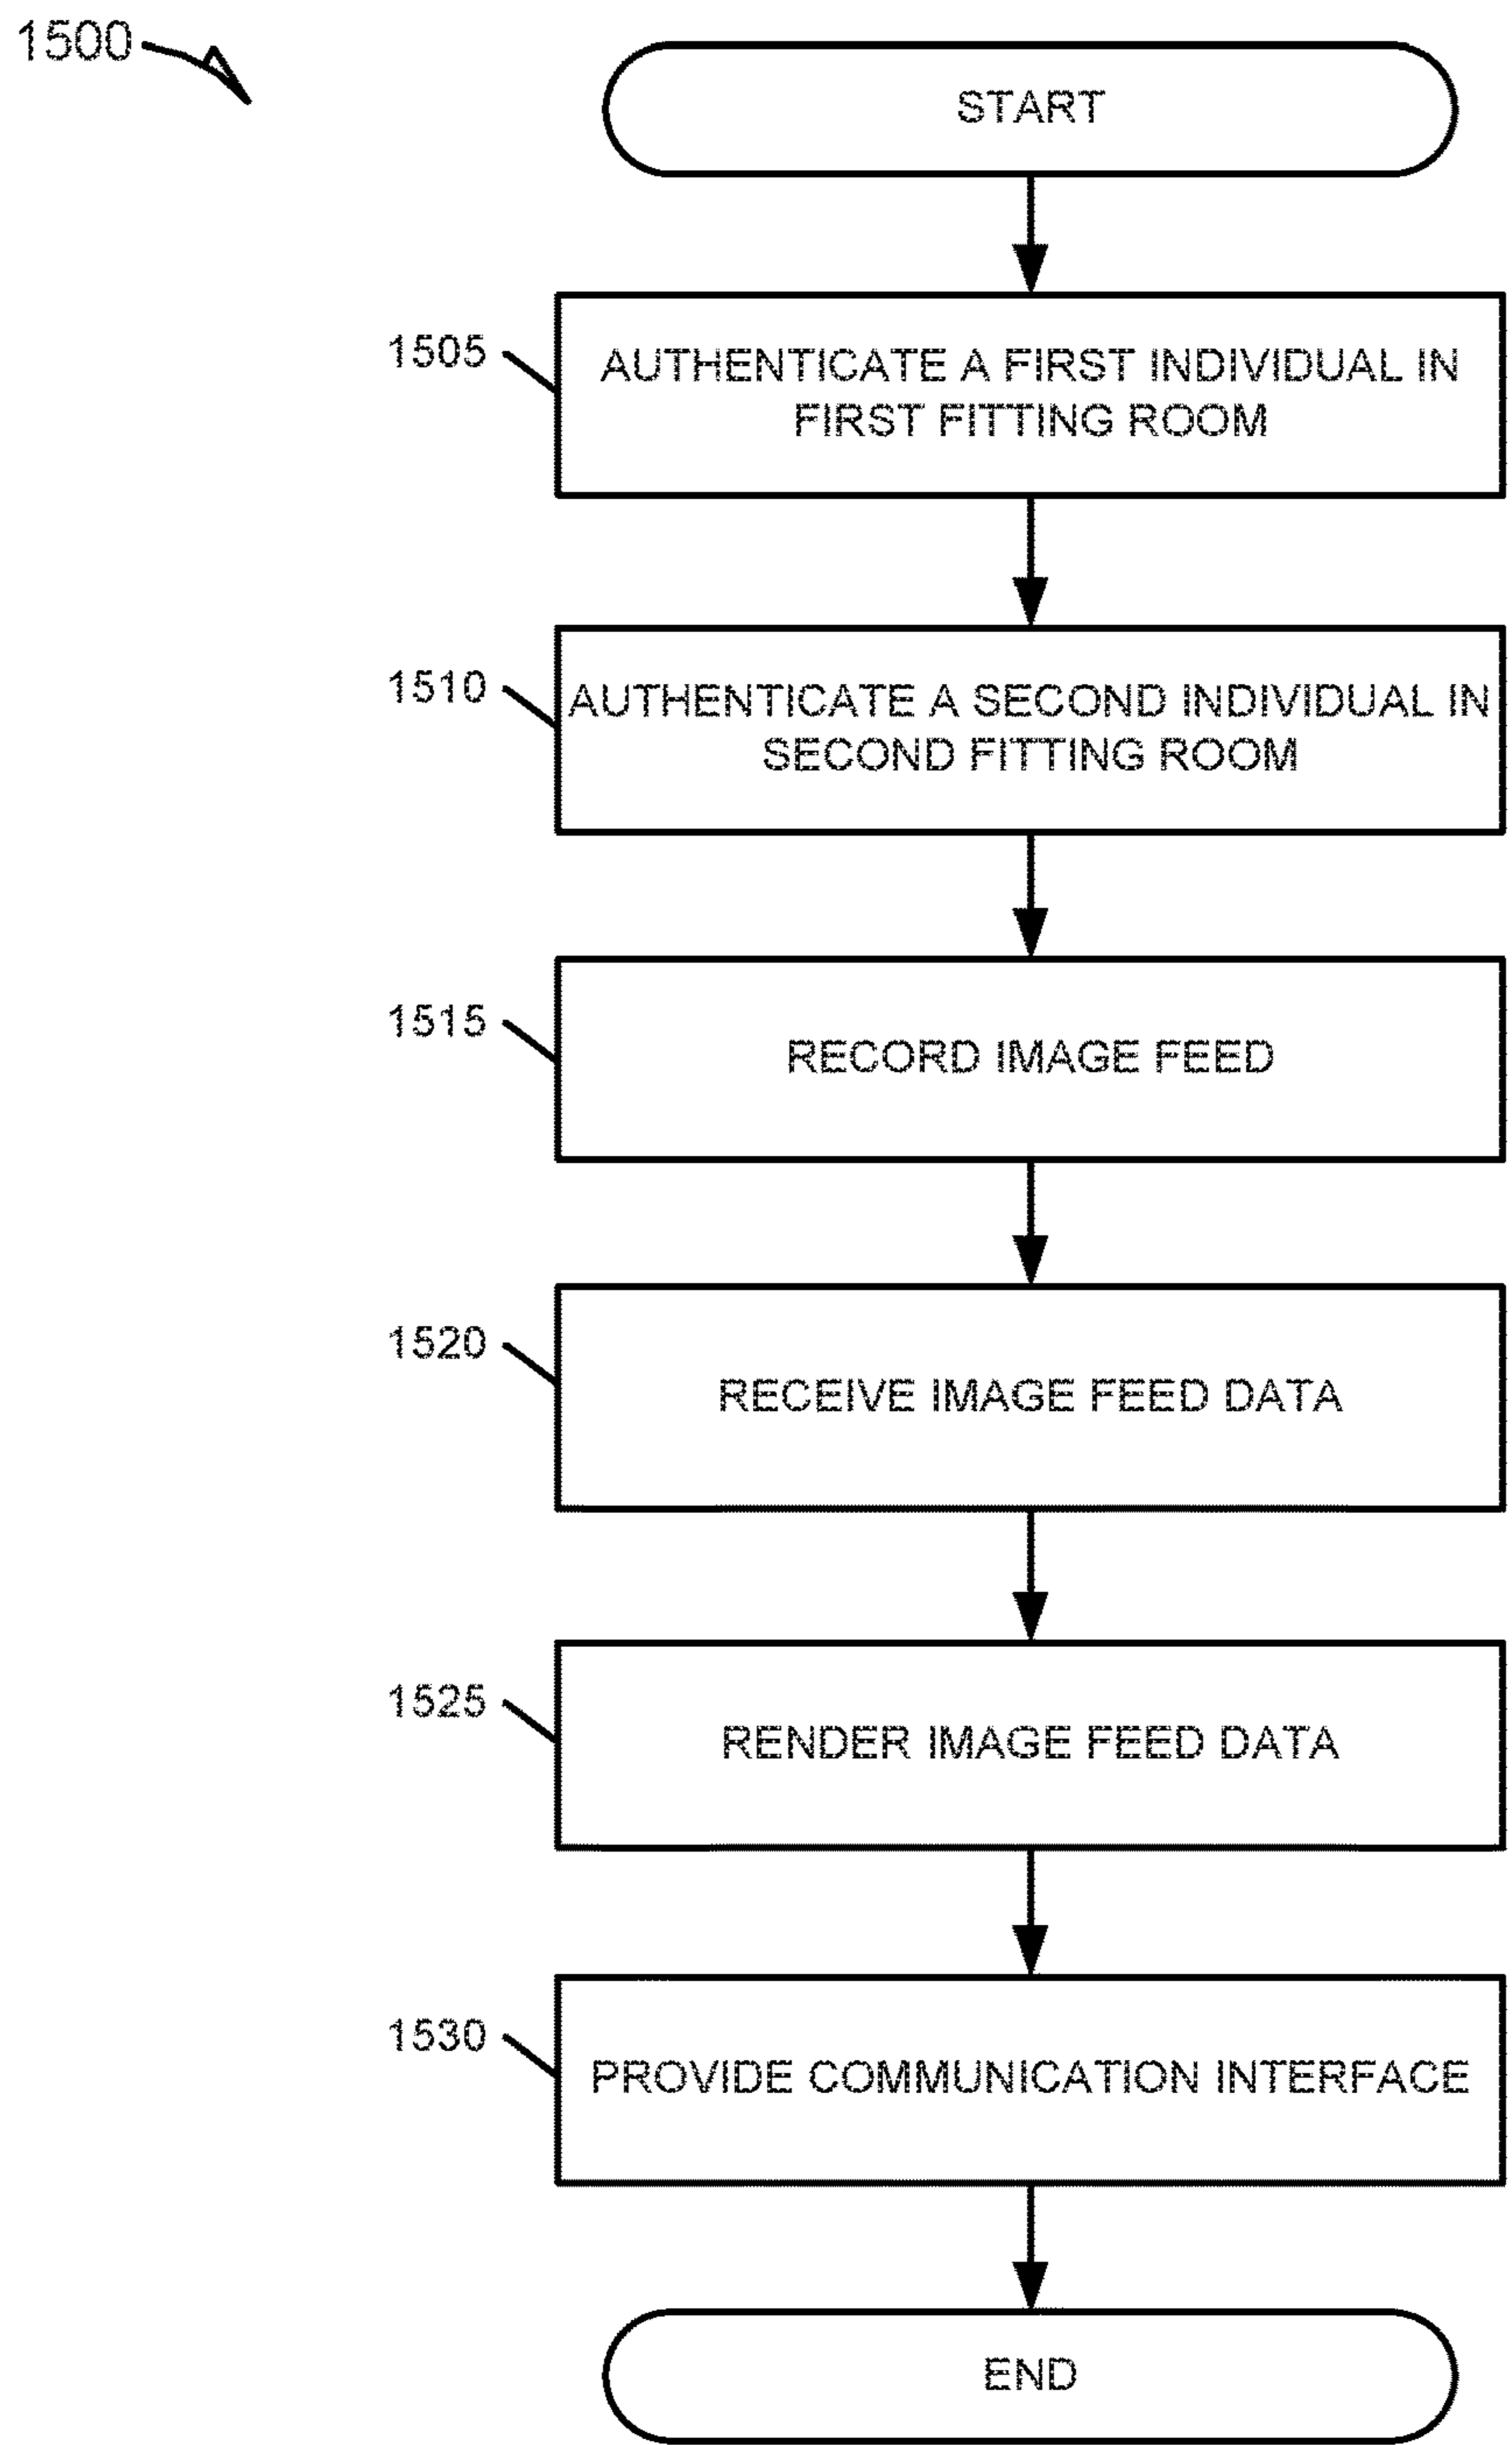 1500
START
1505
AUTHENTICATE A FIRST INDIVIDUAL IN
FIRST FITTING ROOM
1510
AUTHENTICATE A SECOND INDIVIDUAL IN
SECOND FITTING ROOM
1515
RECORD IMAGE FEED
1520
RECEIVE IMAGE FEED DATA
1525
RENDER IMAGE FEED DATA
1530
PROVIDE COMMUNICATION INTERFACE
END